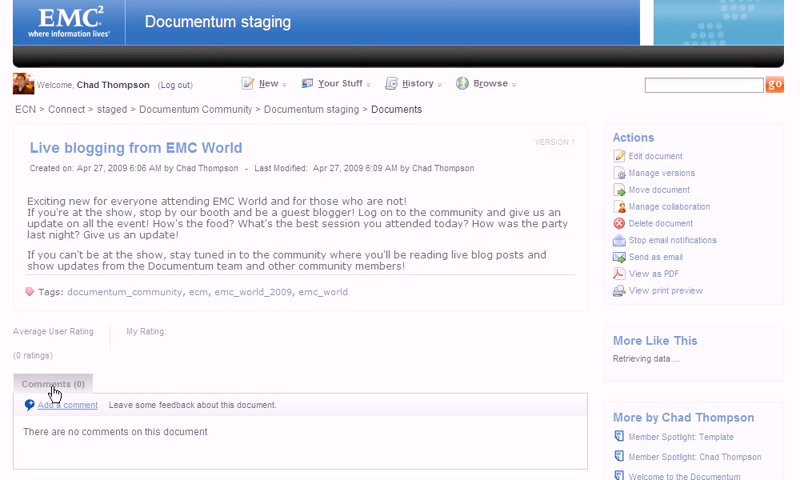 EMC²
where information lives®
Documentum staging
Welcome, Chad Thompson (Log out)
New
Your Stuff
History
Browse
go
ECN > Connect > staged > Documentum Community > Documentum staging > Documents
Live blogging from EMC World
VERSION 1
Created on: Apr 27, 2009 6:06 AM by Chad Thompson - Last Modified: Apr 27, 2009 6:09 AM by Chad Thompson
Exciting new for everyone attending EMC World and for those who are not!
If you're at the show, stop by our booth and be a guest blogger! Log on to the community and give us an
update on all the event! How's the food? What's the best session you attended today? How was the party
last night? Give us an update!
If you can't be at the show, stay tuned in to the community where you'll be reading live blog posts and
show updates from the Documentum team and other community members!
Tags: documentum_community, ecm, emc_world_2009, emc_world
Average User Rating
My Rating:
(0 ratings)
Comments (0)
Add a comment Leave some feedback about this document.
There are no comments on this document
Actions
Edit document
Manage versions
Move document
Manage collaboration
Delete document
Stop email notifications
Send as email
View as PDF
View print preview
More Like This
Retrieving data ...
More by Chad Thompson
Member Spotlight: Template
Member Spotlight: Chad Thompson
Welcome to the Documentum